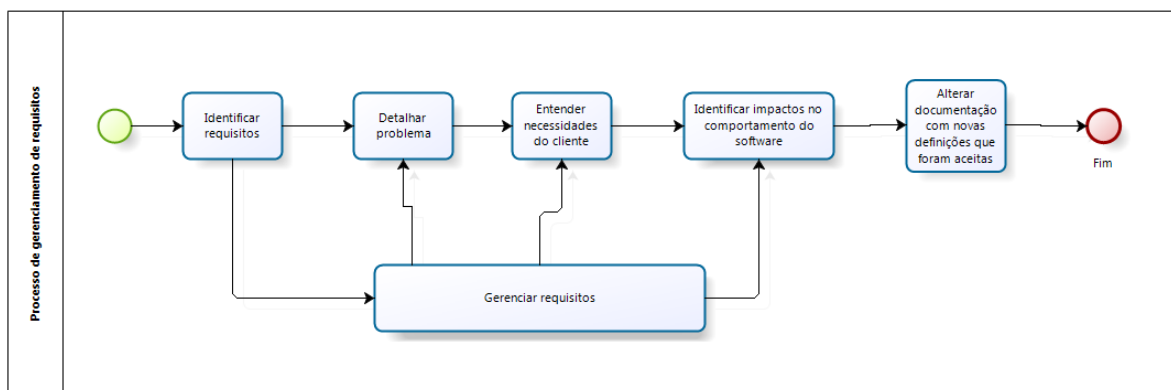 Processo de gerenciamento de requisitos
Identificar
requisitos
Detalhar
problema
Entender
necessidades
do cliente
Identificar impactos no
comportamento do
software
Alterar
documentação
com novas
definições que
foram aceitas
Fim
Gerenciar requisitos